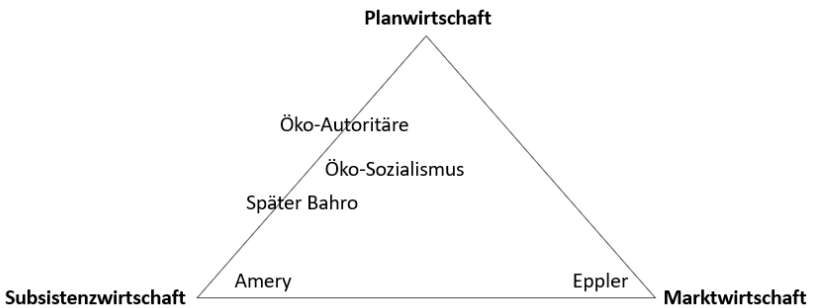 Planwirtschaft
Öko-Autoritäre
Öko-Sozialismus
Später Bahro
Amery
Eppler
Subsistenzwirtschaft
Marktwirtschaft